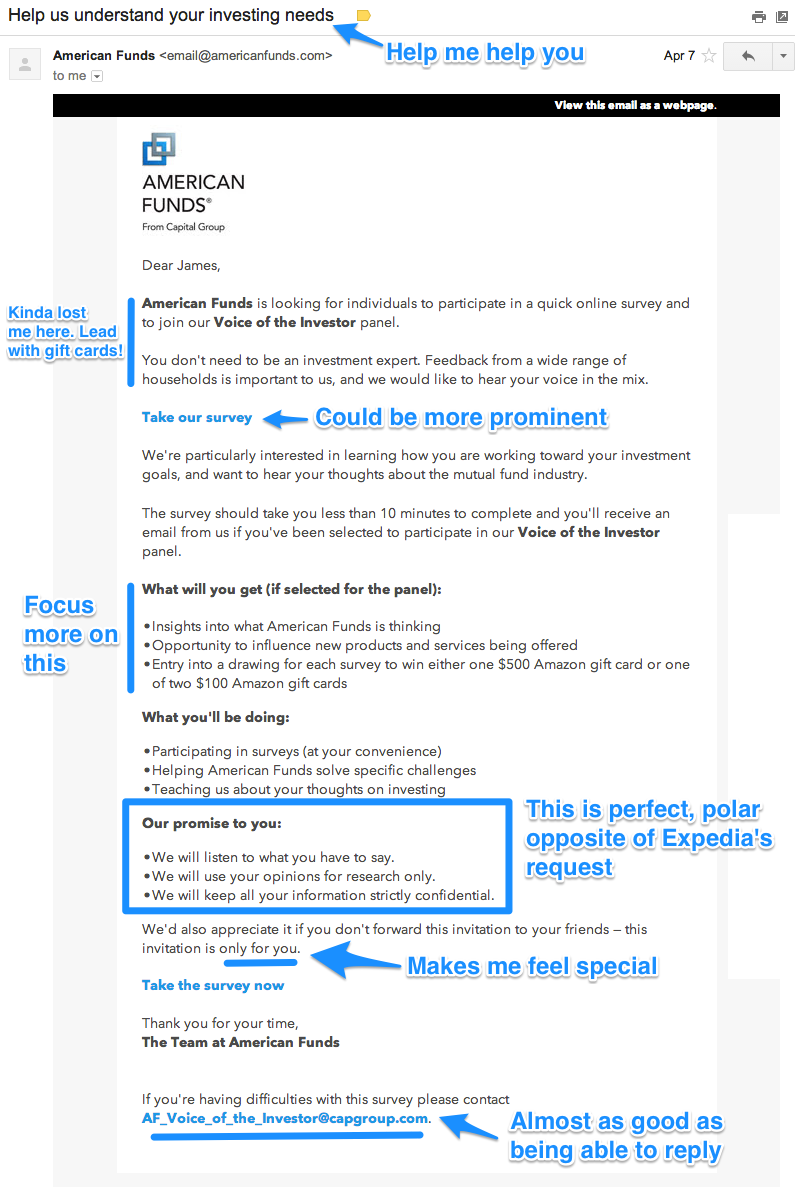 Help us understand your investing needs
Help me help you
American Funds <email@americanfunds.com>
Apr 7
to me
View this email as a webpage.
AMERICAN
FUNDS®
From Capital Group
Dear James,
Kinda lost
me here. Lead
with gift cards!
American Funds is looking for individuals to participate in a quick online survey and
to join our Voice of the Investor panel.
You don't need to be an investment expert. Feedback from a wide range of
households is important to us, and we would like to hear your voice in the mix.
Take our survey
Could be more prominent
We're particularly interested in learning how you are working toward your investment
goals, and want to hear your thoughts about the mutual fund industry.
The survey should take you less than 10 minutes to complete and you'll receive an
email from us if you've been selected to participate in our Voice of the Investor
panel.
Focus
more on
this
What will you get (if selected for the panel):
•Insights into what American Funds is thinking
•Opportunity to influence new products and services being offered
•Entry into a drawing for each survey to win either one $500 Amazon gift card or one
of two $100 Amazon gift cards
What you'll be doing:
•Participating in surveys (at your convenience)
•Helping American Funds solve specific challenges
•Teaching us about your thoughts on investing
Our promise to you:
•We will listen to what you have to say.
•We will use your opinions for research only.
•We will keep all your information strictly confidential.
This is perfect, polar
opposite of Expedia's
request
We'd also appreciate it if you don't forward this invitation to your friends – this
invitation is only for you.
Makes me feel special
Take the survey now
Thank you for your time,
The Team at American Funds
If you're having difficulties with this survey please contact
AF_Voice_of_the_Investor@capgroup.com.
Almost as good as
being able to reply